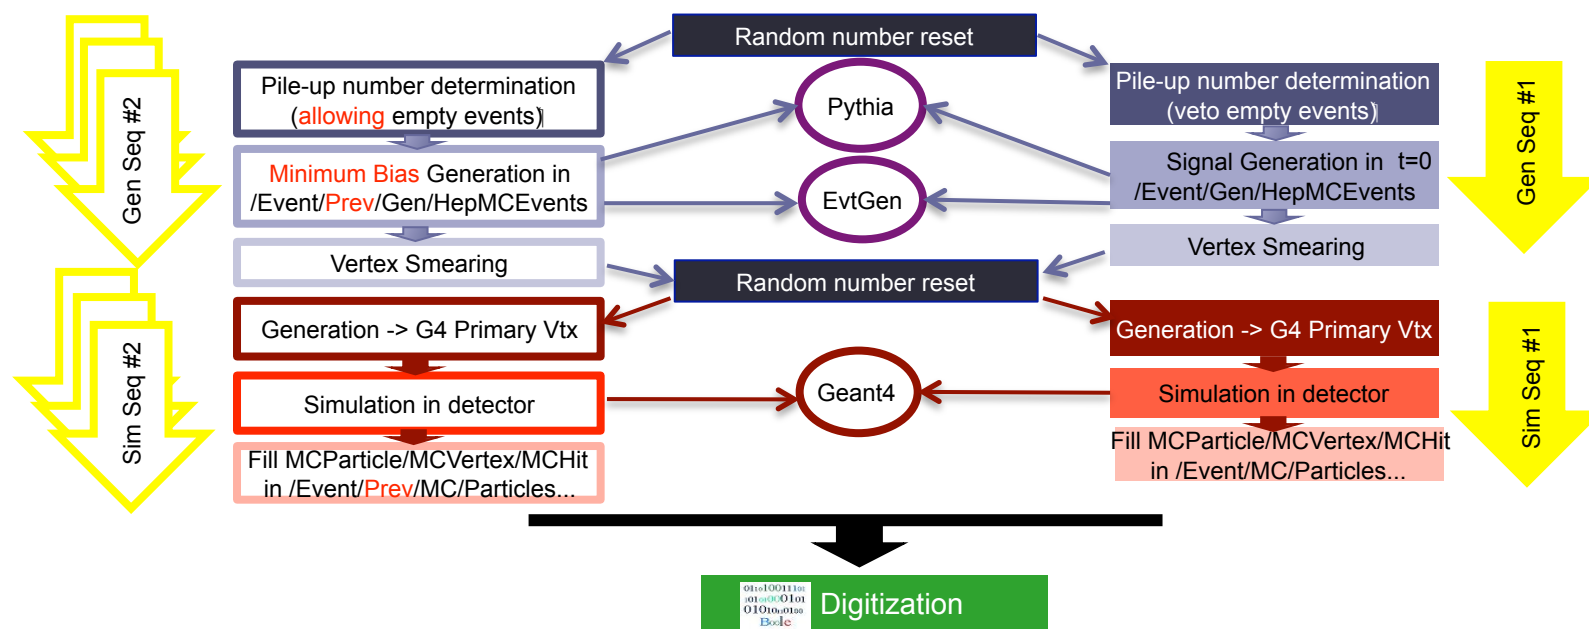 Random number reset
Gen Seq #2
Pile-up number determination
(allowing empty events)
Minimum Bias Generation in
/Event/Prev/Gen/HepMCEvents
Vertex Smearing
Pythia
EvtGen
Pile-up number determination
(veto empty events)
Signal Generation in t=0
/Event/Gen/HepMCEvents
Vertex Smearing
Gen Seq #1
Random number reset
Sim Seq #2
Generation -> G4 Primary Vtx
Simulation in detector
Fill MCParticle/MCVertex/MCHit
in /Event/Prev/MC/Particles...
Geant4
Generation -> G4 Primary Vtx
Simulation in detector
Fill MCParticle/MCVertex/MCHit
in /Event/MC/Particles...
Sim Seq #1
Boole
Digitization